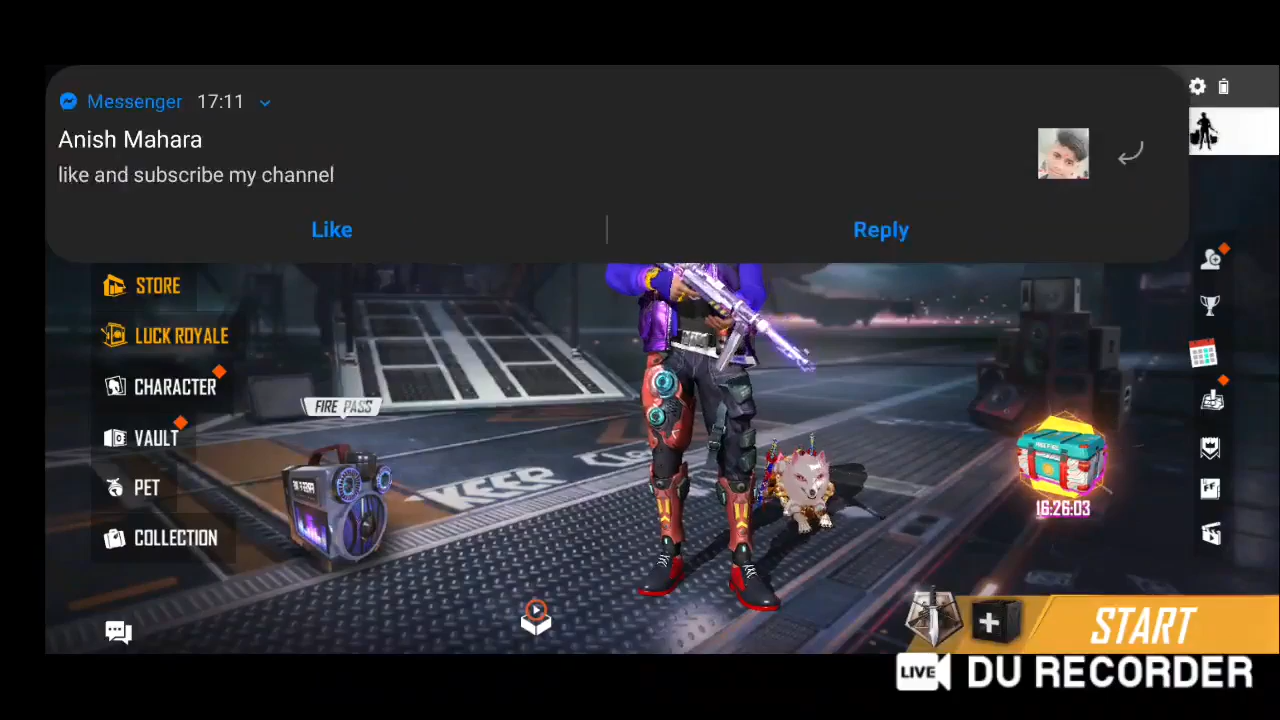 Messenger 17:11
Anish Mahara
like and subscribe my channel
Like
Reply
STORE
LUCK ROYALE
CHARACTER
FIRE PASS
VAULT
PET
COLLECTION
KEEP
16:26:03
START
LIVE DU RECORDER